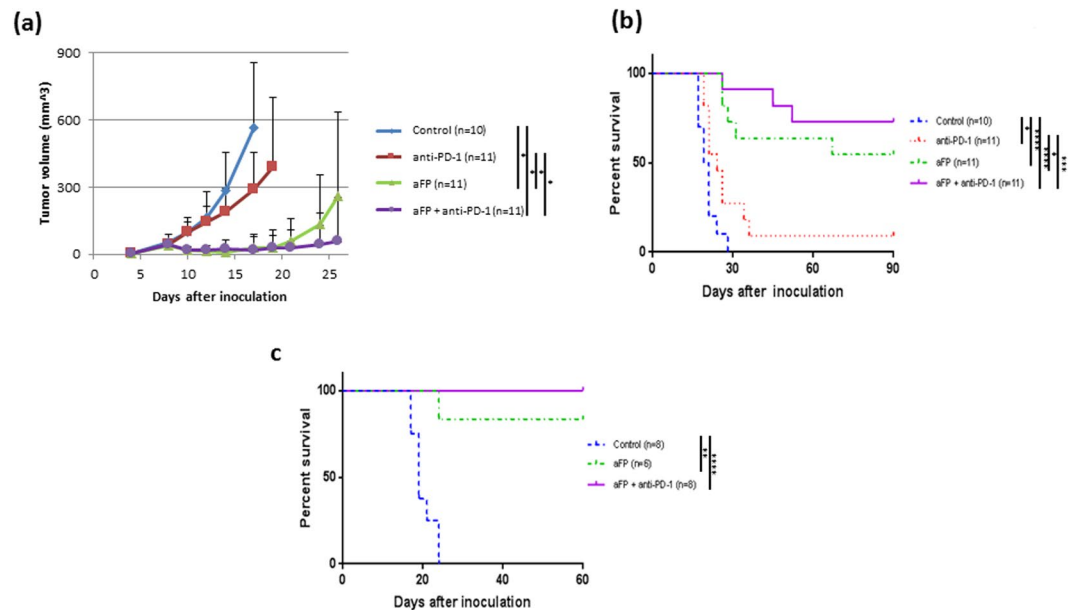 (a)
900
600
300
0
Tumor volume (mm^3)
0 5 10 15 20 25
Days after inoculation
Control (n=10)
anti-PD-1 (n=11)
aFP (n=11)
aFP + anti-PD-1 (n=11)
(b)
100
50
0
Percent survival
0 30 60 90
Days after inoculation
Control (n=10)
anti-PD-1 (n=11)
aFP (n=11)
aFP + anti-PD-1 (n=11)
* **** **** * ***
c
100
50
0
Percent survival
0 20 40 60
Days after inoculation
Control (n=8)
aFP (n=6)
aFP + anti-PD-1 (n=8)
** ****